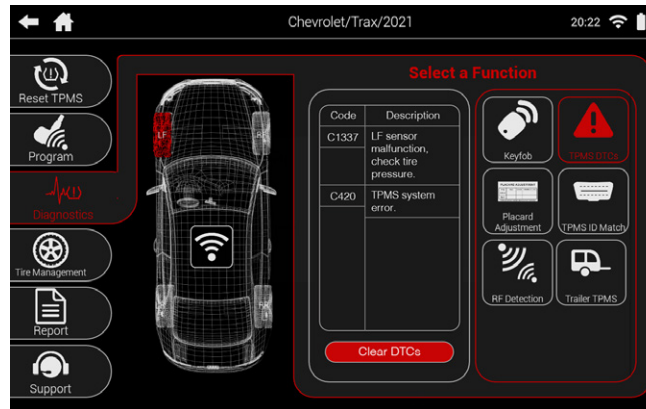 Chevrolet/Trax/2021
20:22
Reset TPMS
Program
Diagnostics
Tire Management
Report
Support
LF
RF
Select a Function
Code Description
C1337 LF sensor
malfunction,
check tire
pressure.
C420 TPMS system
error.
Clear DTCs
Keyfob
TPMS DTCs
Placard
Adjustment
TPMS ID Match
RF Detection
Trailer TPMS